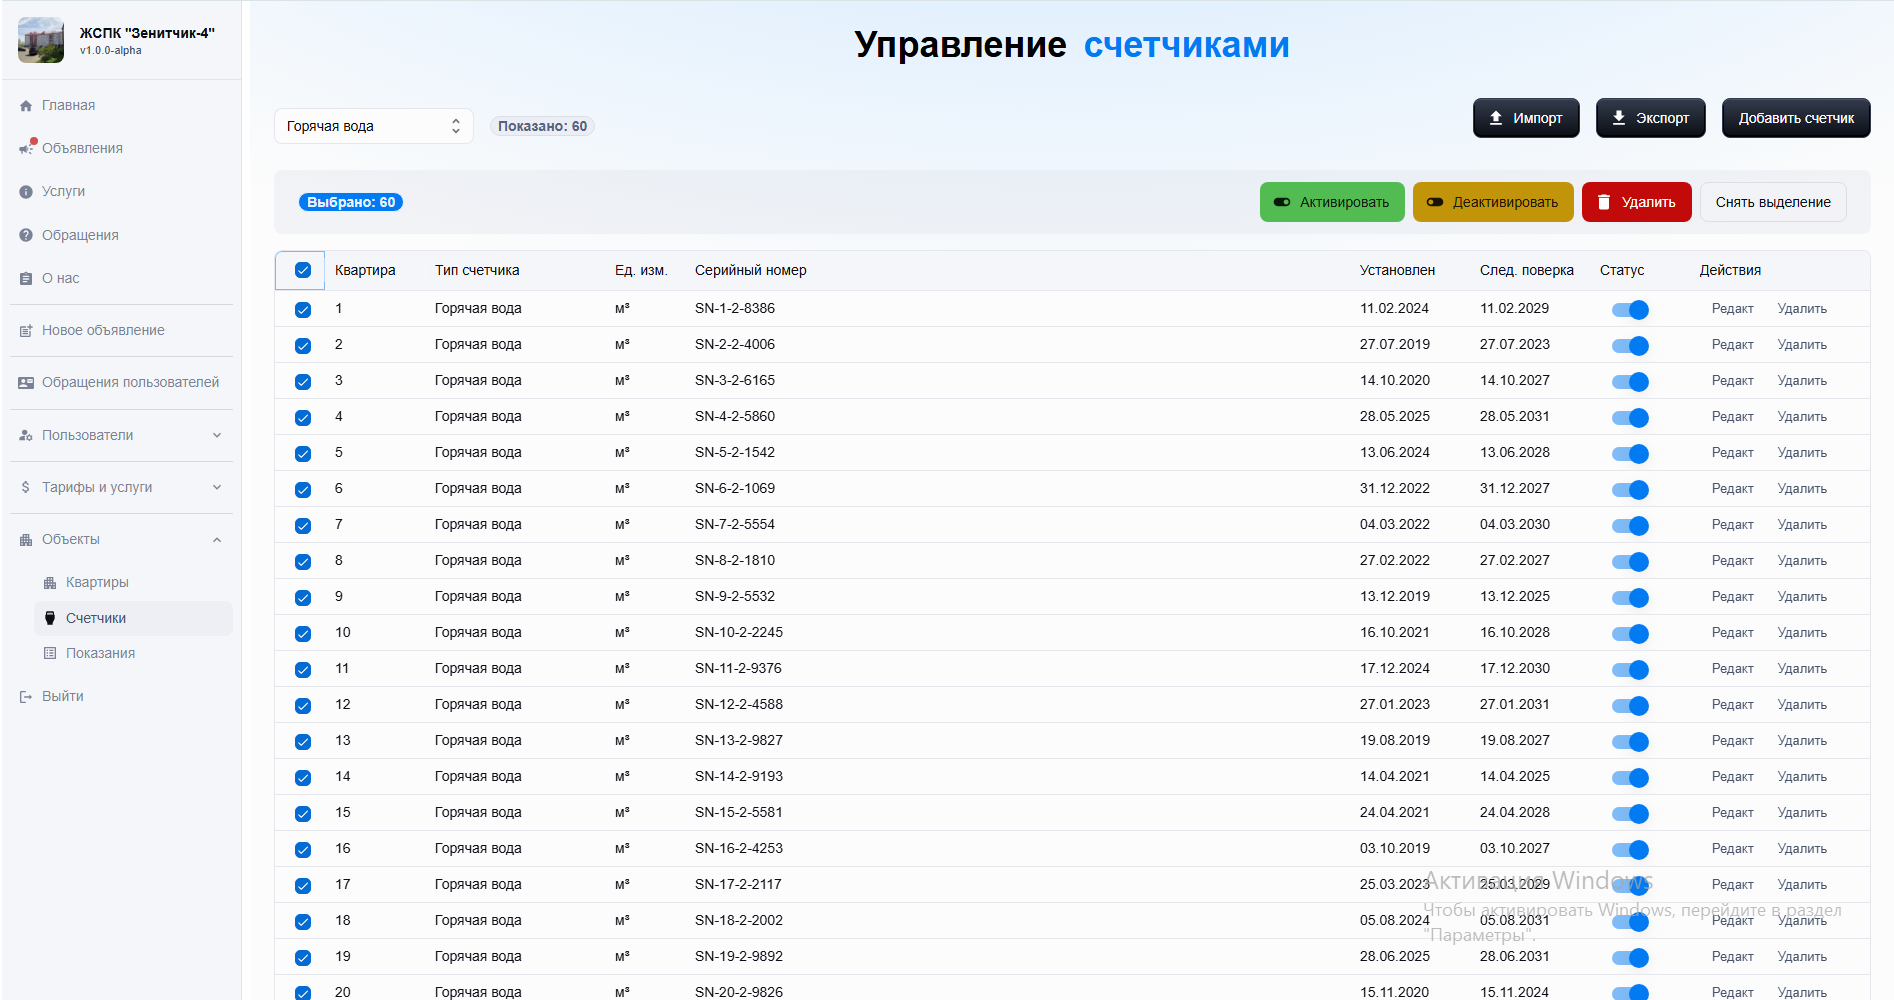 ЖСПК "Зенитчик-4"
v1.0.0-alpha
Главная
Объявления
Услуги
Обращения
О нас
Новое объявление
Обращения пользователей
Пользователи
$ Тарифы и услуги
Объекты
Квартиры
Счетчики
Показания
Выйти
Управление счетчиками
Горячая вода Показано: 60 Импорт Экспорт Добавить счетчик
Выбрано: 60 Активировать Деактивировать Удалить Снять выделение
Квартира Тип счетчика Ед. изм. Серийный номер Установлен След. поверка Статус Действия
1 Горячая вода м³ SN-1-2-8386 11.02.2024 11.02.2029 Редакт Удалить
2 Горячая вода м³ SN-2-2-4006 27.07.2019 27.07.2023 Редакт Удалить
3 Горячая вода м³ SN-3-2-6165 14.10.2020 14.10.2027 Редакт Удалить
4 Горячая вода м³ SN-4-2-5860 28.05.2025 28.05.2031 Редакт Удалить
5 Горячая вода м³ SN-5-2-1542 13.06.2024 13.06.2028 Редакт Удалить
6 Горячая вода м³ SN-6-2-1069 31.12.2022 31.12.2027 Редакт Удалить
7 Горячая вода м³ SN-7-2-5554 04.03.2022 04.03.2030 Редакт Удалить
8 Горячая вода м³ SN-8-2-1810 27.02.2022 27.02.2027 Редакт Удалить
9 Горячая вода м³ SN-9-2-5532 13.12.2019 13.12.2025 Редакт Удалить
10 Горячая вода м³ SN-10-2-2245 16.10.2021 16.10.2028 Редакт Удалить
11 Горячая вода м³ SN-11-2-9376 17.12.2024 17.12.2030 Редакт Удалить
12 Горячая вода м³ SN-12-2-4588 27.01.2023 27.01.2031 Редакт Удалить
13 Горячая вода м³ SN-13-2-9827 19.08.2019 19.08.2027 Редакт Удалить
14 Горячая вода м³ SN-14-2-9193 14.04.2021 14.04.2025 Редакт Удалить
15 Горячая вода м³ SN-15-2-5581 24.04.2021 24.04.2028 Редакт Удалить
16 Горячая вода м³ SN-16-2-4253 03.10.2019 03.10.2027 Редакт Удалить
17 Горячая вода м³ SN-17-2-2117 25.03.2023 25.03.2029 Редакт Удалить
18 Горячая вода м³ SN-18-2-2002 05.08.2024 05.08.2031 Редакт Удалить
19 Горячая вода м³ SN-19-2-9892 28.06.2025 28.06.2031 Редакт Удалить
20 Горячая вода м³ SN-20-2-9826 15.11.2020 15.11.2024 Редакт Удалить
Активация Windows
Чтобы активировать Windows, перейдите в раздел
"Параметры".